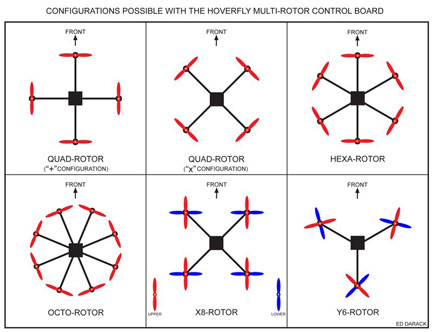 CONFIGURATIONS POSSIBLE WITH THE HOVERFLY MULTI-ROTOR CONTROL BOARD
FRONT
FRONT
FRONT
QUAD-ROTOR
("+"CONFIGURATION)
QUAD-ROTOR
("X" CONFIGURATION)
HEXA-ROTOR
FRONT
FRONT
FRONT
UPPER
LOWER
OCTO-ROTOR
X8-ROTOR
Y6-ROTOR
ED DARACK